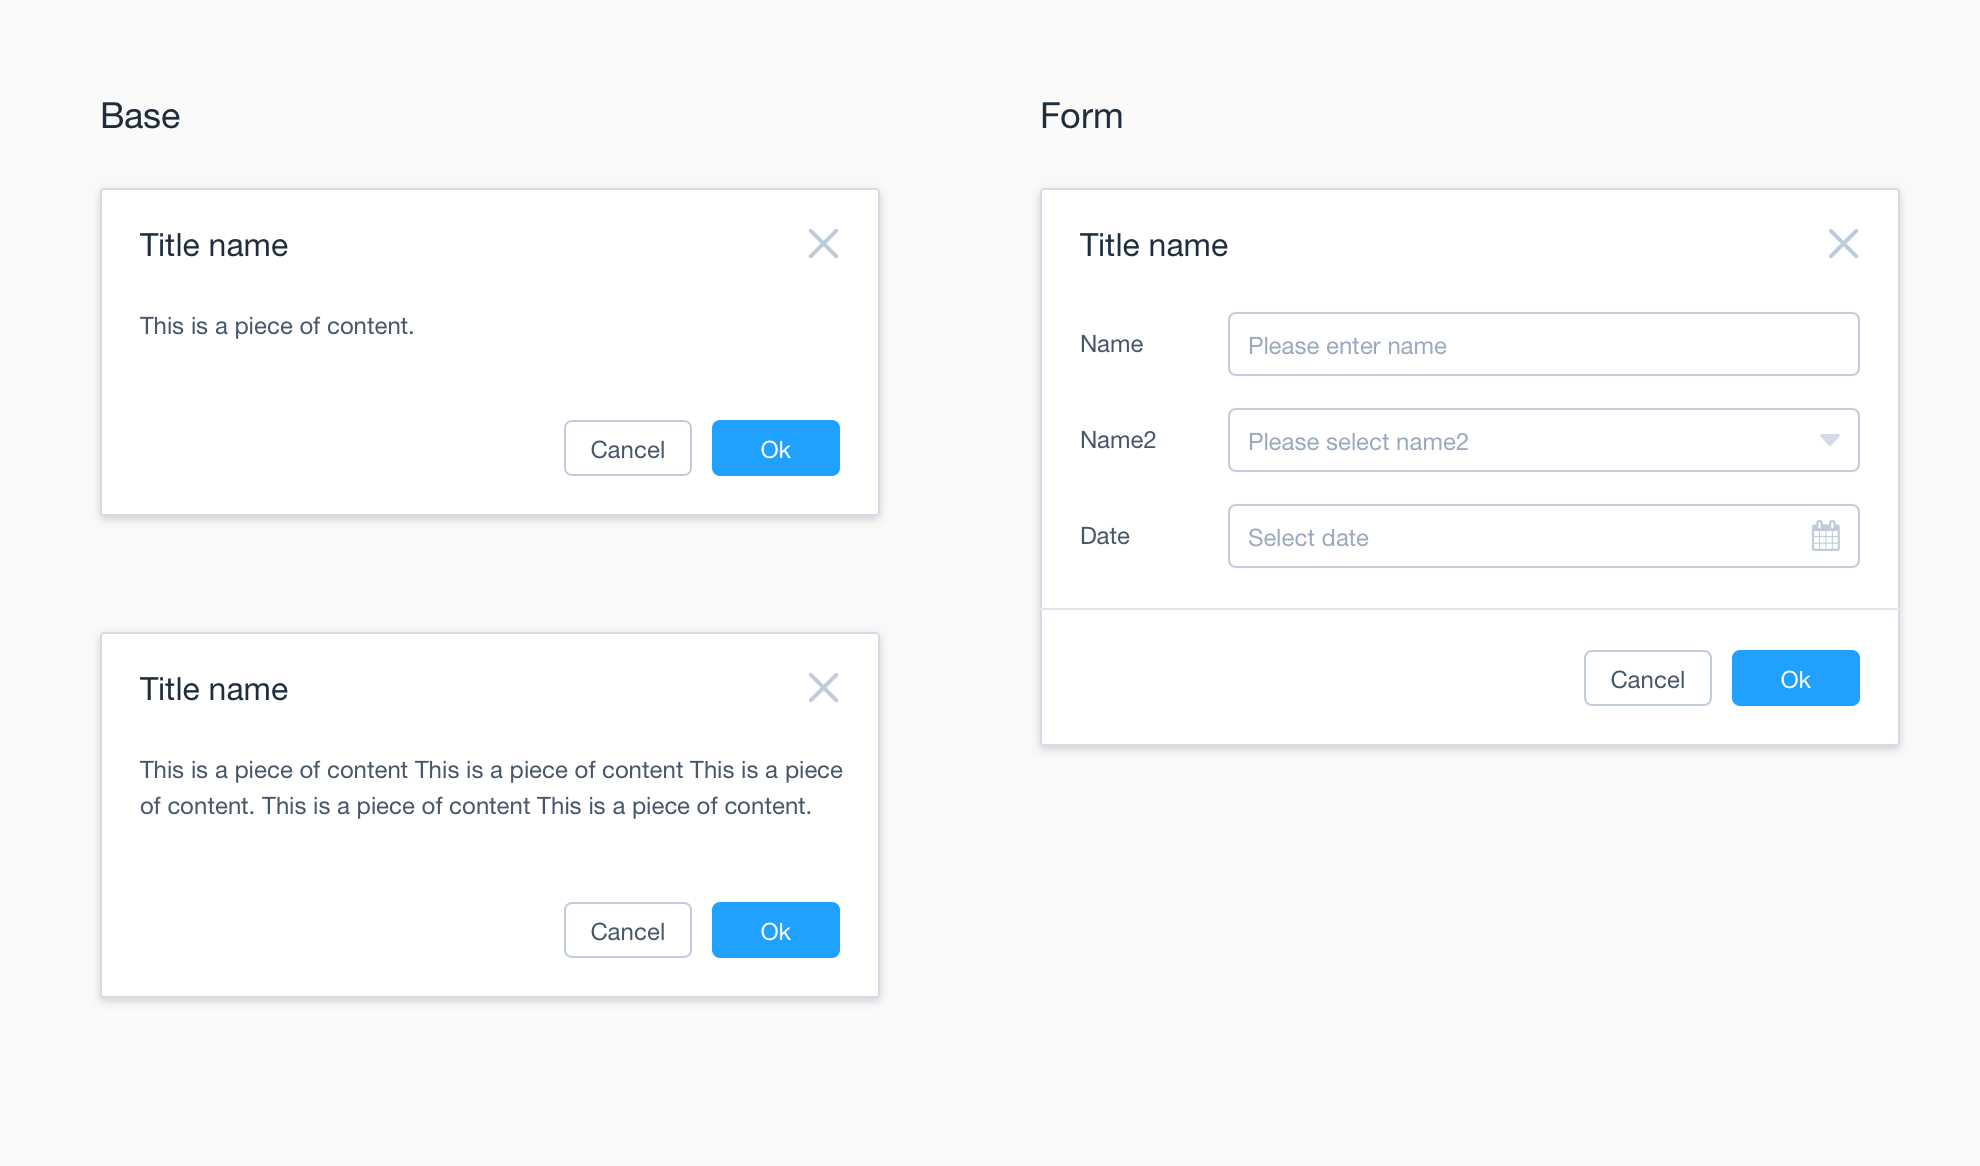 Base
Title name
This is a piece of content.
Cancel
Ok
Title name
This is a piece of content This is a piece of content This is a piece
of content. This is a piece of content This is a piece of content.
Cancel
Ok
Form
Title name
Name
Please enter name
Name2
Please select name2
Date
Select date
Cancel
Ok